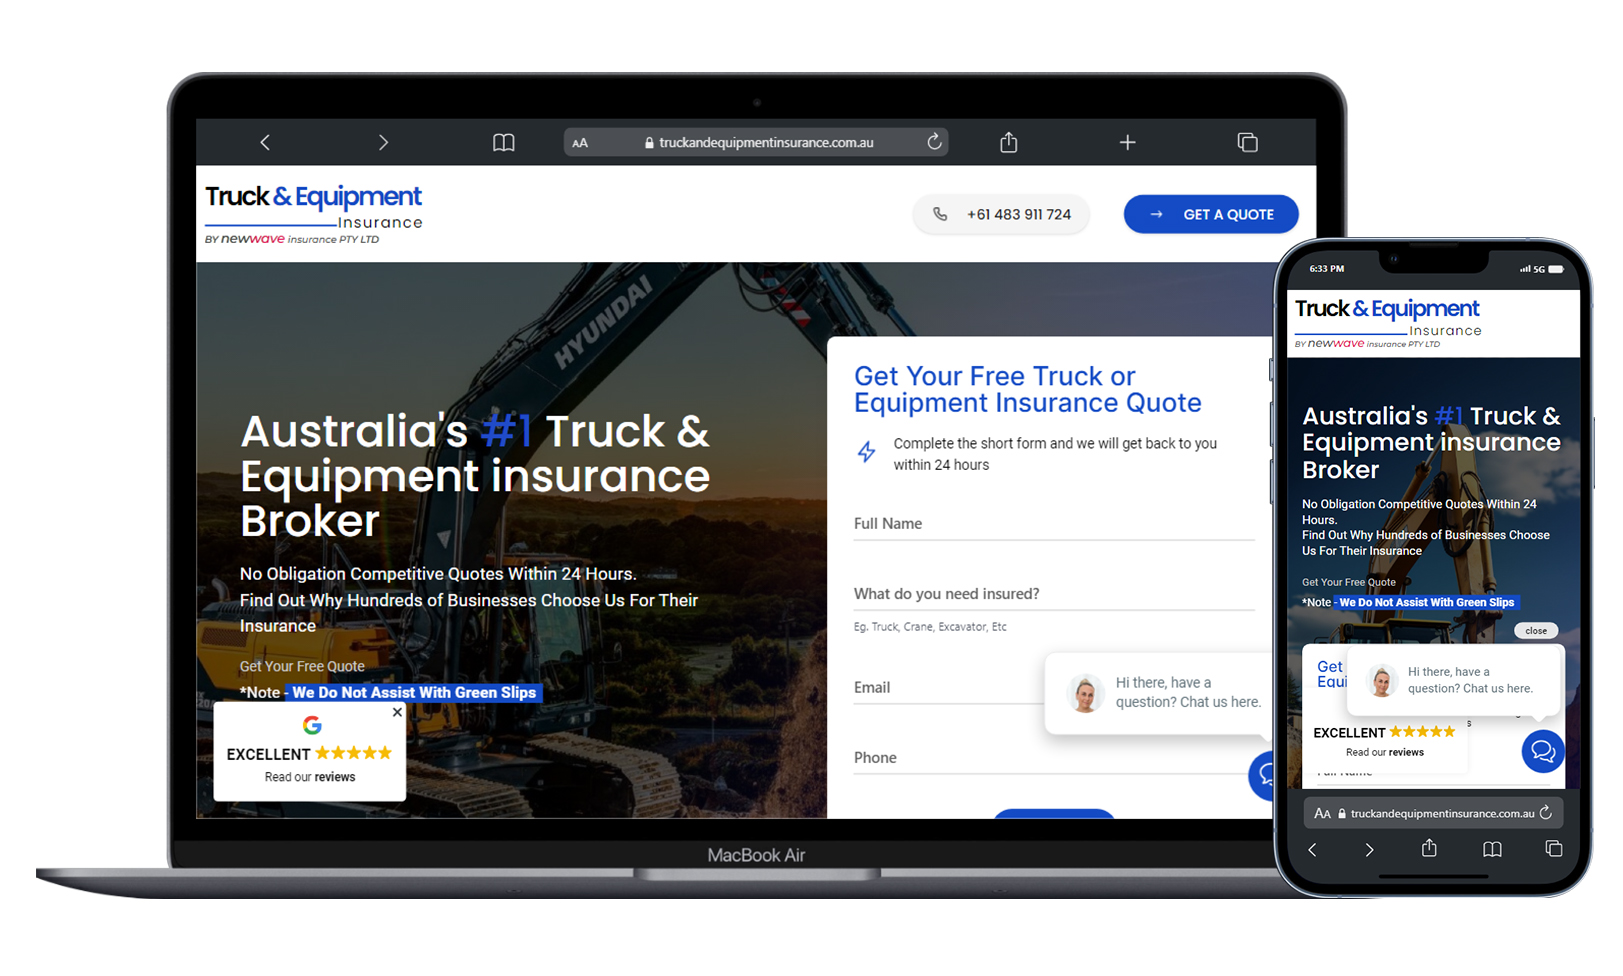 AA truckandequipmentinsurance.com.au
Truck & Equipment
Insurance
BY newwave insurance PTY LTD
+61 483 911 724
GET A QUOTE
HYUNDAI
Australia's #1 Truck &
Equipment insurance
Broker
No Obligation Competitive Quotes Within 24 Hours.
Find Out Why Hundreds of Businesses Choose Us For Their
Insurance
Get Your Free Quote
*Note - We Do Not Assist With Green Slips
EXCELLENT
Read our reviews
Get Your Free Truck or
Equipment Insurance Quote
Complete the short form and we will get back to you
within 24 hours
Full Name
What do you need insured?
Eg. Truck, Crane, Excavator, Etc
Email
Phone
Hi there, have a
question? Chat us here.
MacBook Air
6:33 PM
5G
Truck & Equipment
Insurance
BY newwave insurance PTY LTD
Australia's #1 Truck &
Equipment insurance
Broker
No Obligation Competitive Quotes Within 24
Hours.
Find Out Why Hundreds of Businesses Choose
Us For Their Insurance
Get Your Free Quote
*Note - We Do Not Assist With Green Slips
close
Get
Equi
Hi there, have a
question? Chat us here.
s
EXCELLENT
Read our reviews
Full Name
AA truckandequipmentinsurance.com.au